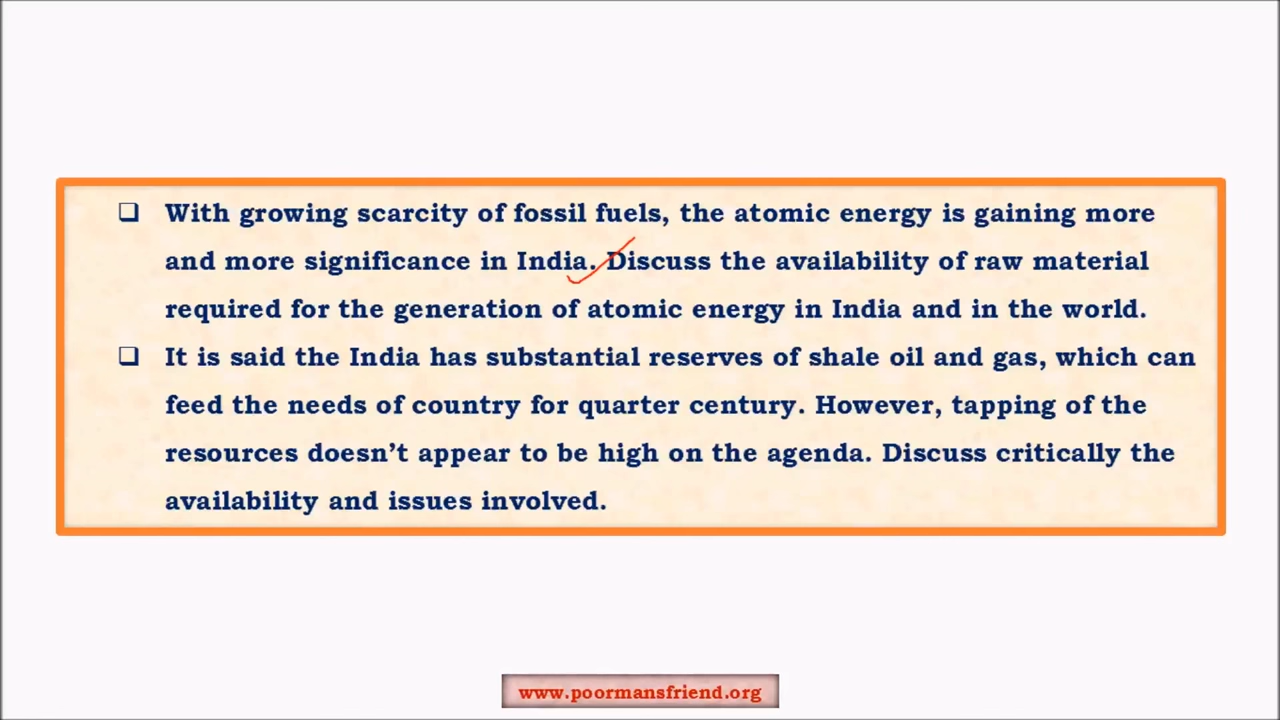 ❑ With growing scarcity of fossil fuels, the atomic energy is gaining more
and more significance in India. Discuss the availability of raw material
required for the generation of atomic energy in India and in the world.
❑ It is said the India has substantial reserves of shale oil and gas, which can
feed the needs of country for quarter century. However, tapping of the
resources doesn’t appear to be high on the agenda. Discuss critically the
availability and issues involved.
www.poormansfriend.org